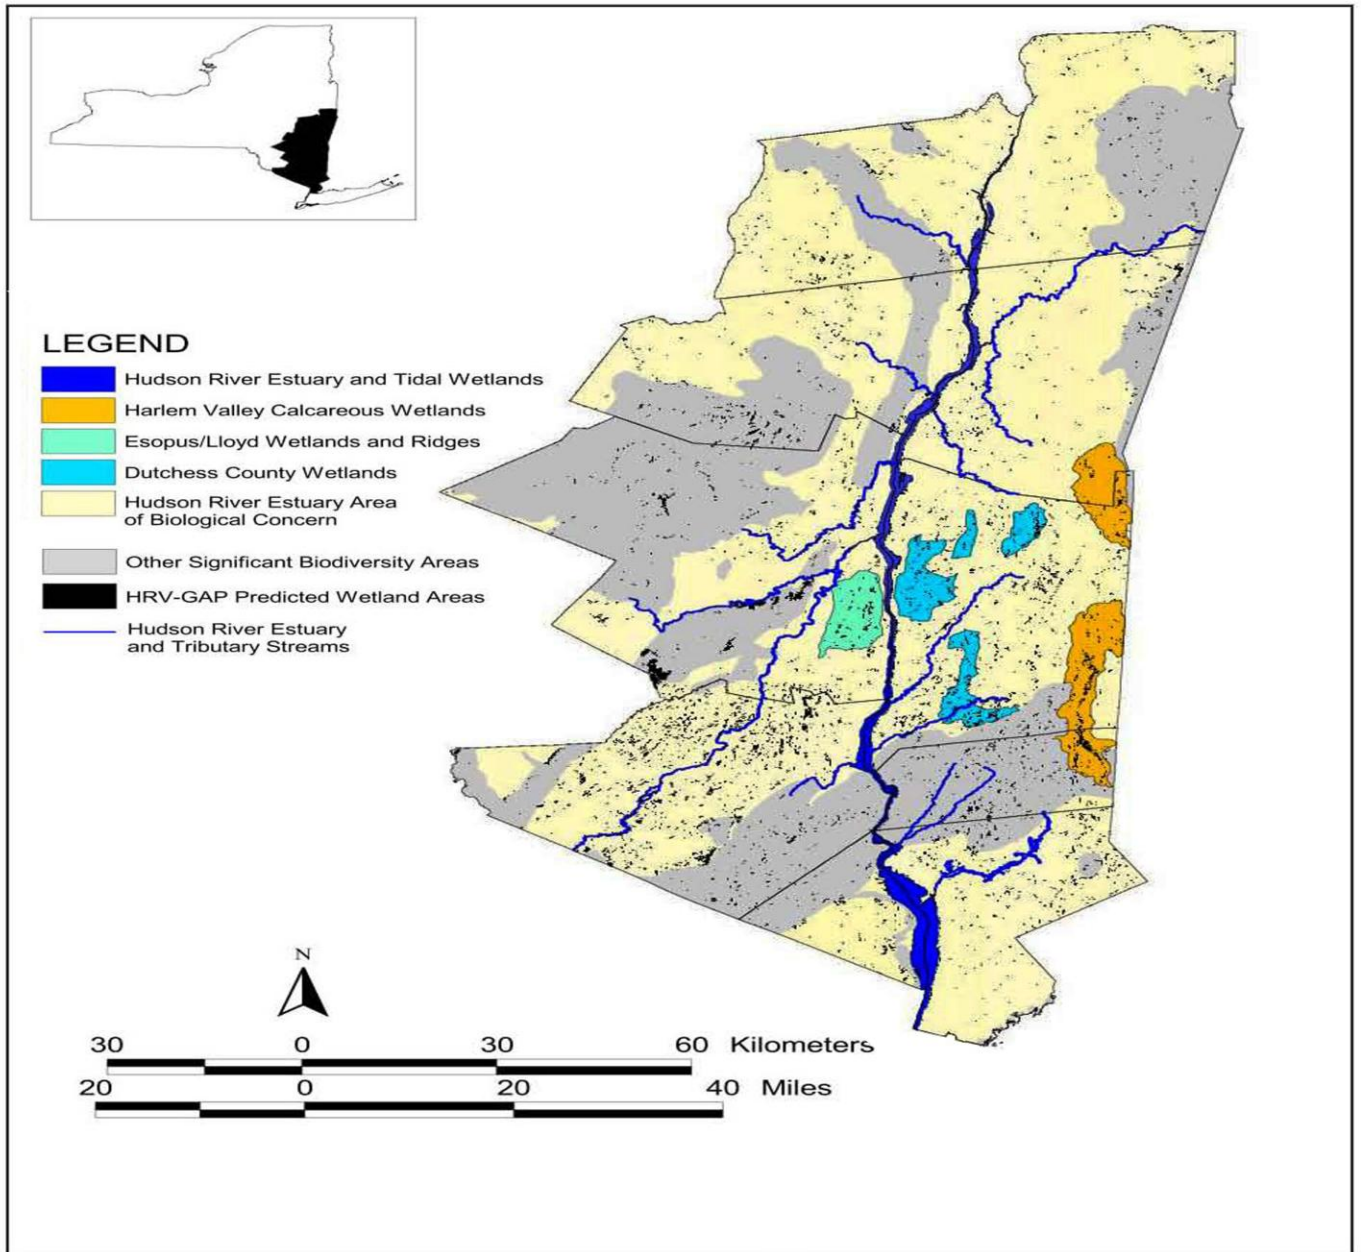 LEGEND
Hudson River Estuary and Tidal Wetlands
Harlem Valley Calcareous Wetlands
Esopus/Lloyd Wetlands and Ridges
Dutchess County Wetlands
Hudson River Estuary Area
of Biological Concern
Other Significant Biodiversity Areas
HRV-GAP Predicted Wetland Areas
Hudson River Estuary
and Tributary Streams
N
30 0 30 60 Kilometers
20 0 20 40 Miles